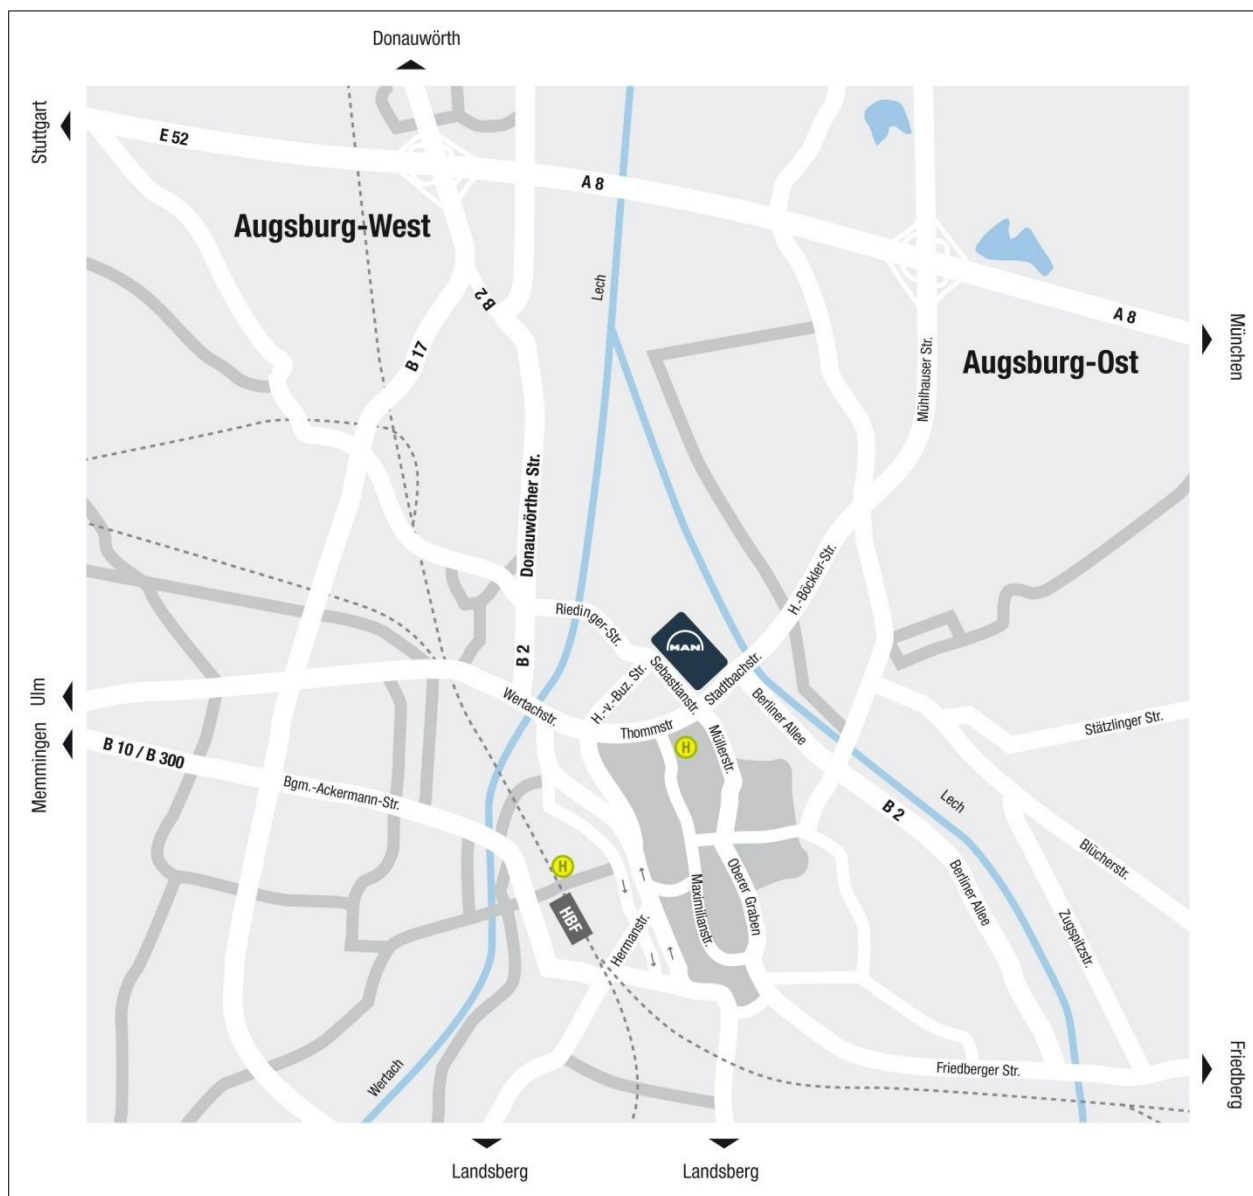 Donauwörth
Stuttgart
E 52
A 8
Augsburg-West
B 2
Lech
A 8
München
B 17
Mühlhauser Str.
Augsburg-Ost
Donauwörther Str.
H.-Böckler-Str.
Riedinger-Str.
MAN
B 2
Sebastianstr.
Stadtbachstr.
H.-v.-Buz. Str.
Ulm
Wertachstr.
Thommstr
Müllerstr.
Berliner Allee
Stätzlinger Str.
H
Memmingen
B 10 / B 300
Bgm.-Ackermann-Str.
B 2
Lech
Blücherstr.
H
HBF
Hermanstr.
Maximilianstr.
Oberer Graben
Berliner Allee
Zugspitzstr.
Wertach
Friedberger Str.
Friedberg
Landsberg
Landsberg